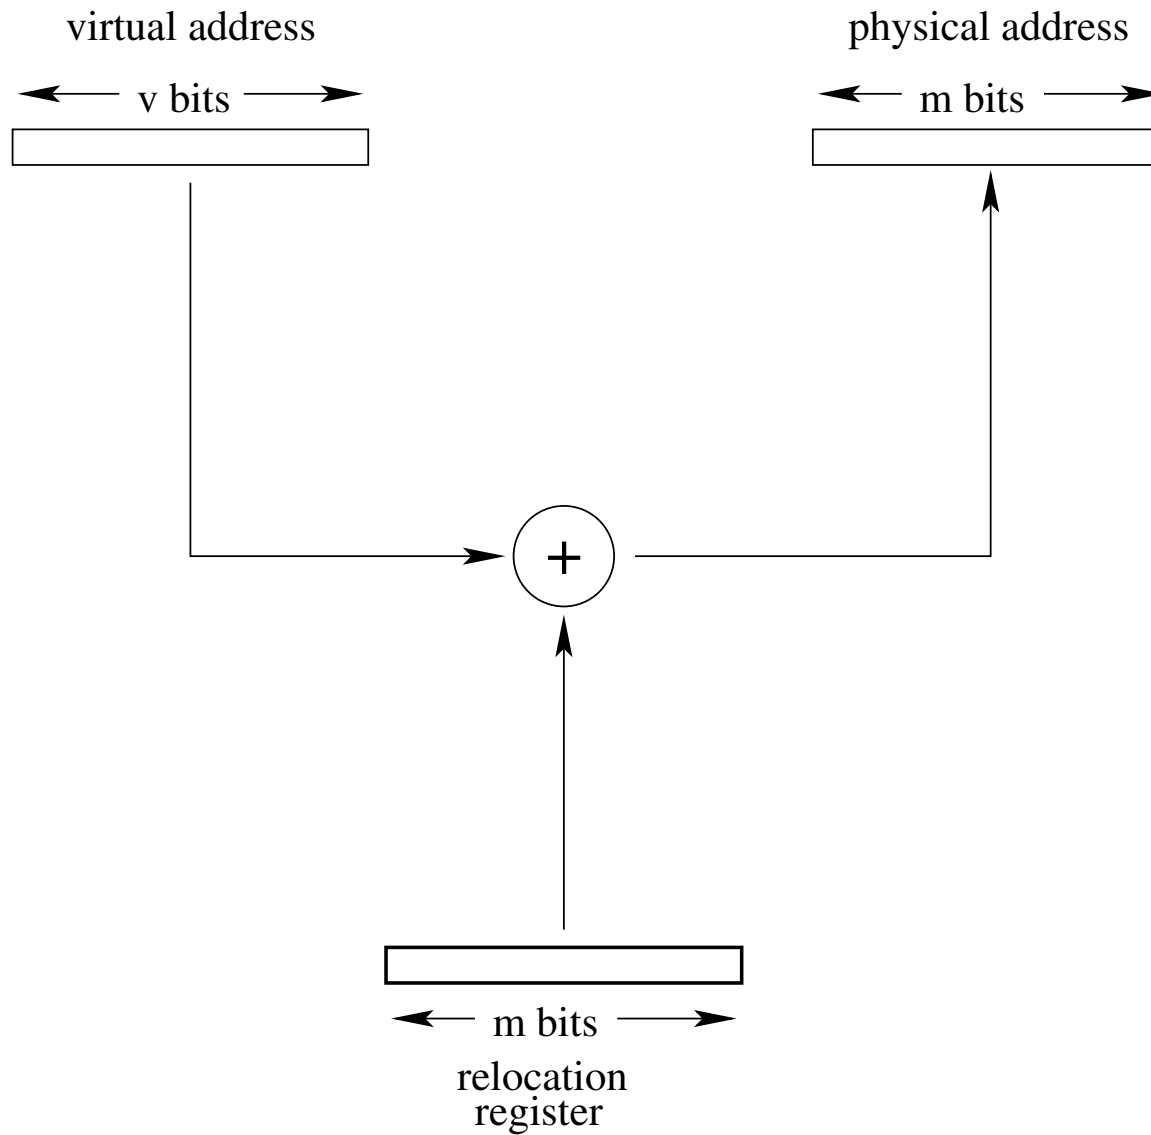 virtual address
physical address
v bits
m bits
+
m bits
relocation
register